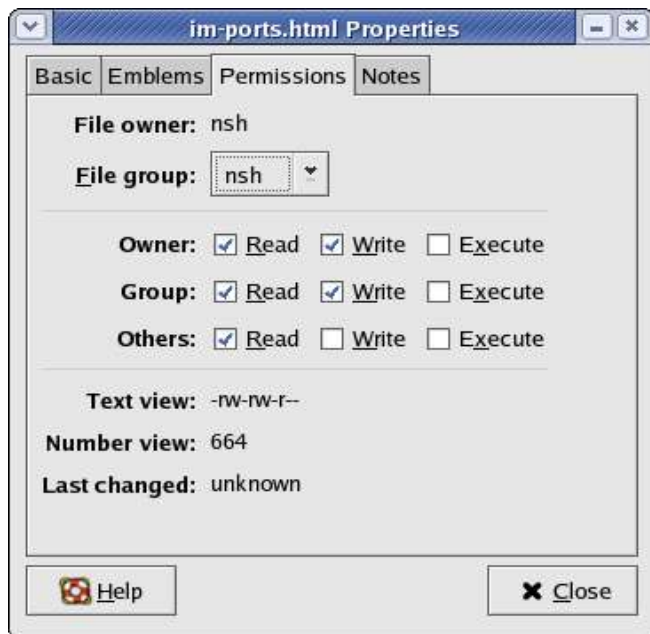 im-ports.html Properties
Basic Emblems Permissions Notes
File owner: nsh
File group: nsh
Owner: Read Write Execute
Group: Read Write Execute
Others: Read Write Execute
Text view: -rw-rw-r--
Number view: 664
Last changed: unknown
Help Close